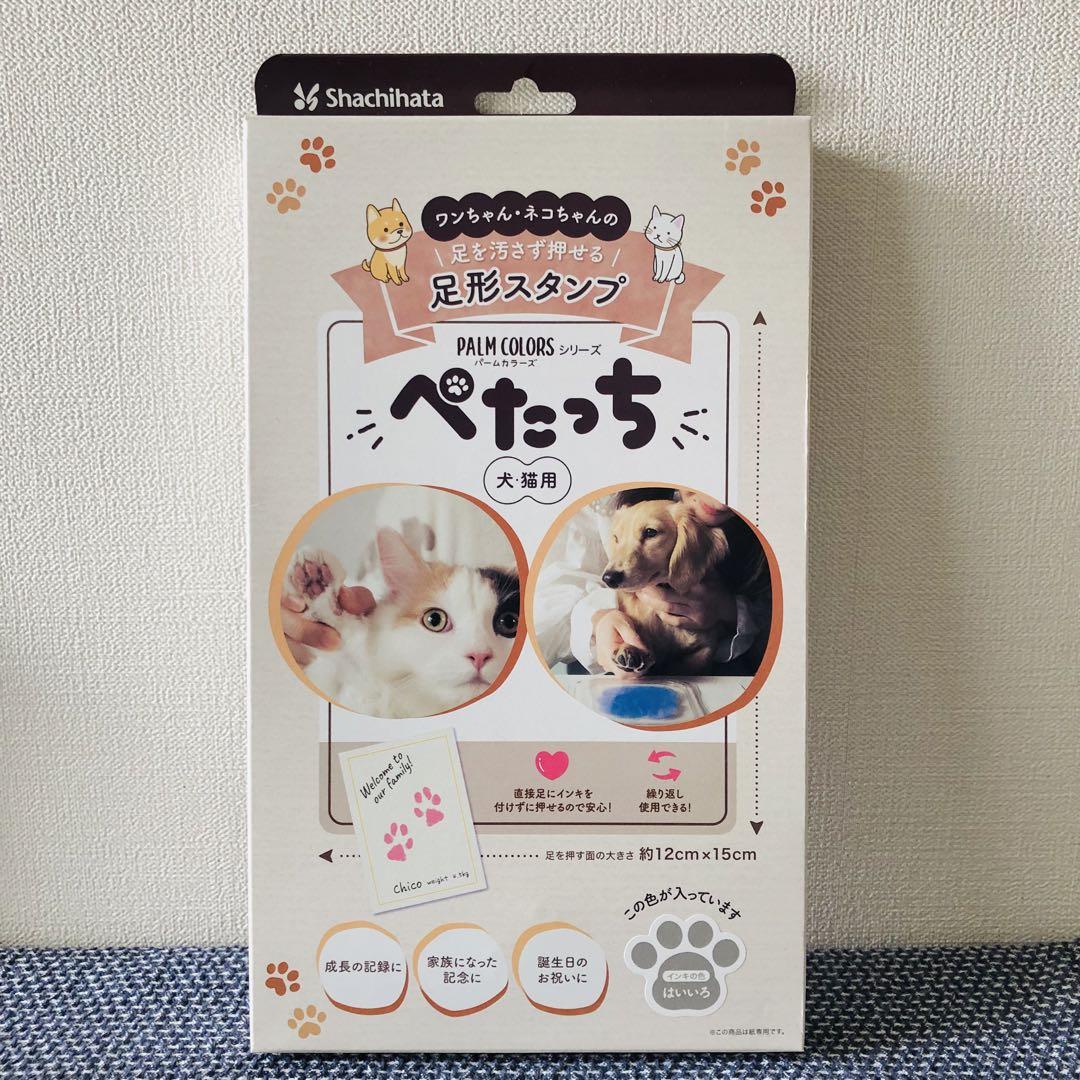 Shachihata
ワンちゃん・ネコちゃんの
足を汚さず押せる
足形スタンプ
PALM COLORS シリーズ
パームカラーズ
ぺたっち
犬・猫用
Welcome to
our family!
Chico weight 4.5kg
直接足にインキを
付けずに押せるので安心!
繰り返し
使用できる!
足を押す面の大きさ 約12cm×15cm
成長の記録に
家族になった
記念に
誕生日の
お祝いに
この色が入っています
インキの色
はいいろ
※この商品は紙専用です。